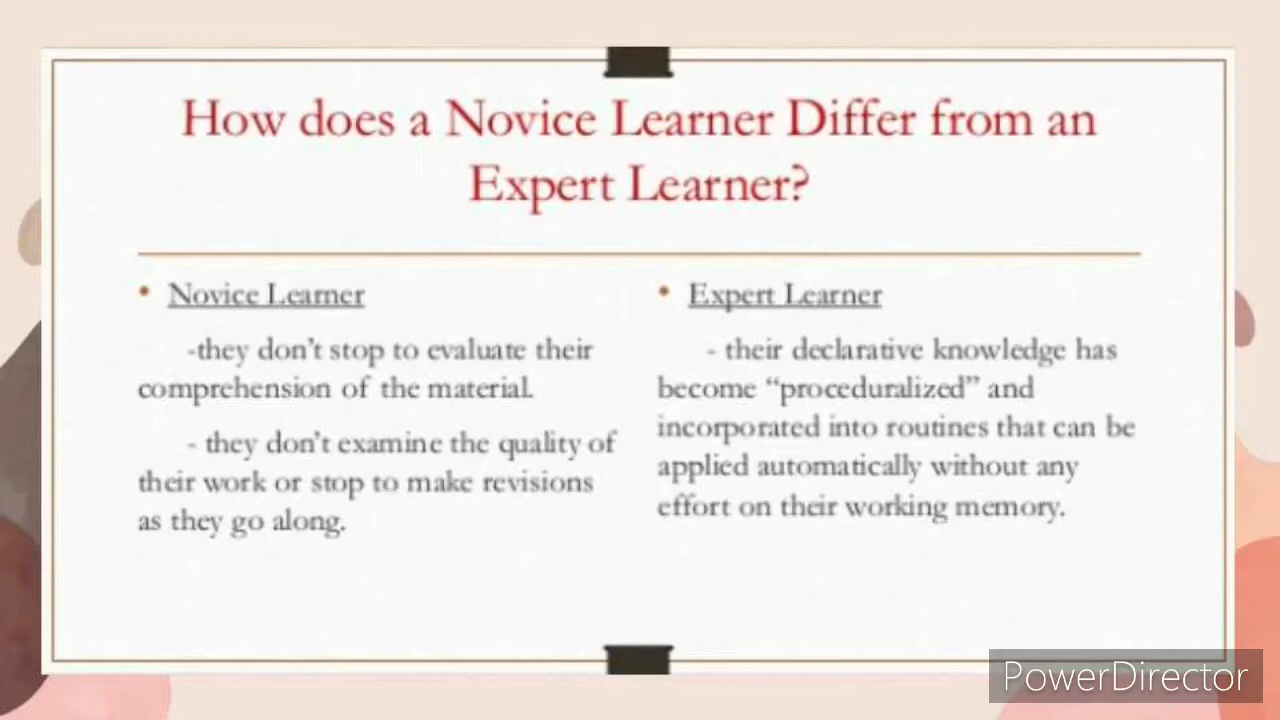 How does a Novice Learner Differ from an
Expert Learner?
• Novice Learner
-they don't stop to evaluate their
comprehension of the material.
- they don't examine the quality of
their work or stop to make revisions
as they go along.
• Expert Learner
- their declarative knowledge has
become “proceduralized” and
incorporated into routines that can be
applied automatically without any
effort on their working memory.
PowerDirector